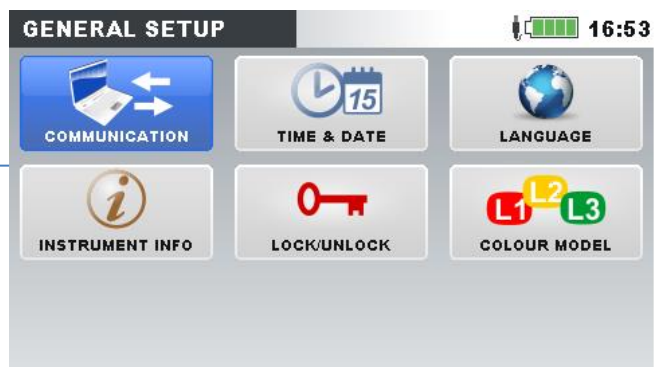 GENERAL SETUP 16:53
15
COMMUNICATION TIME & DATE LANGUAGE
i L1 L2 L3
INSTRUMENT INFO LOCK/UNLOCK COLOUR MODEL